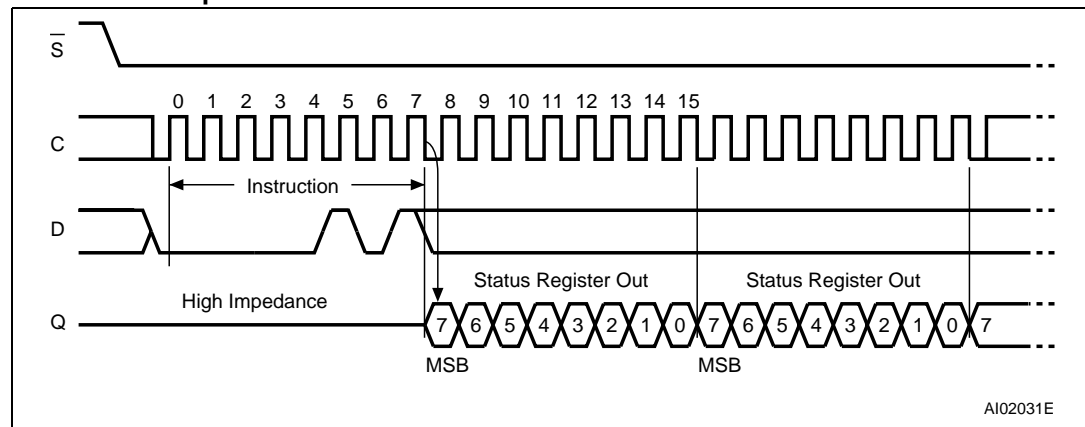 S
0 1 2 3 4 5 6 7 8 9 10 11 12 13 14 15
C
Instruction
D
Status Register Out Status Register Out
High Impedance
Q 7 6 5 4 3 2 1 0 7 6 5 4 3 2 1 0 7
MSB MSB
AI02031E